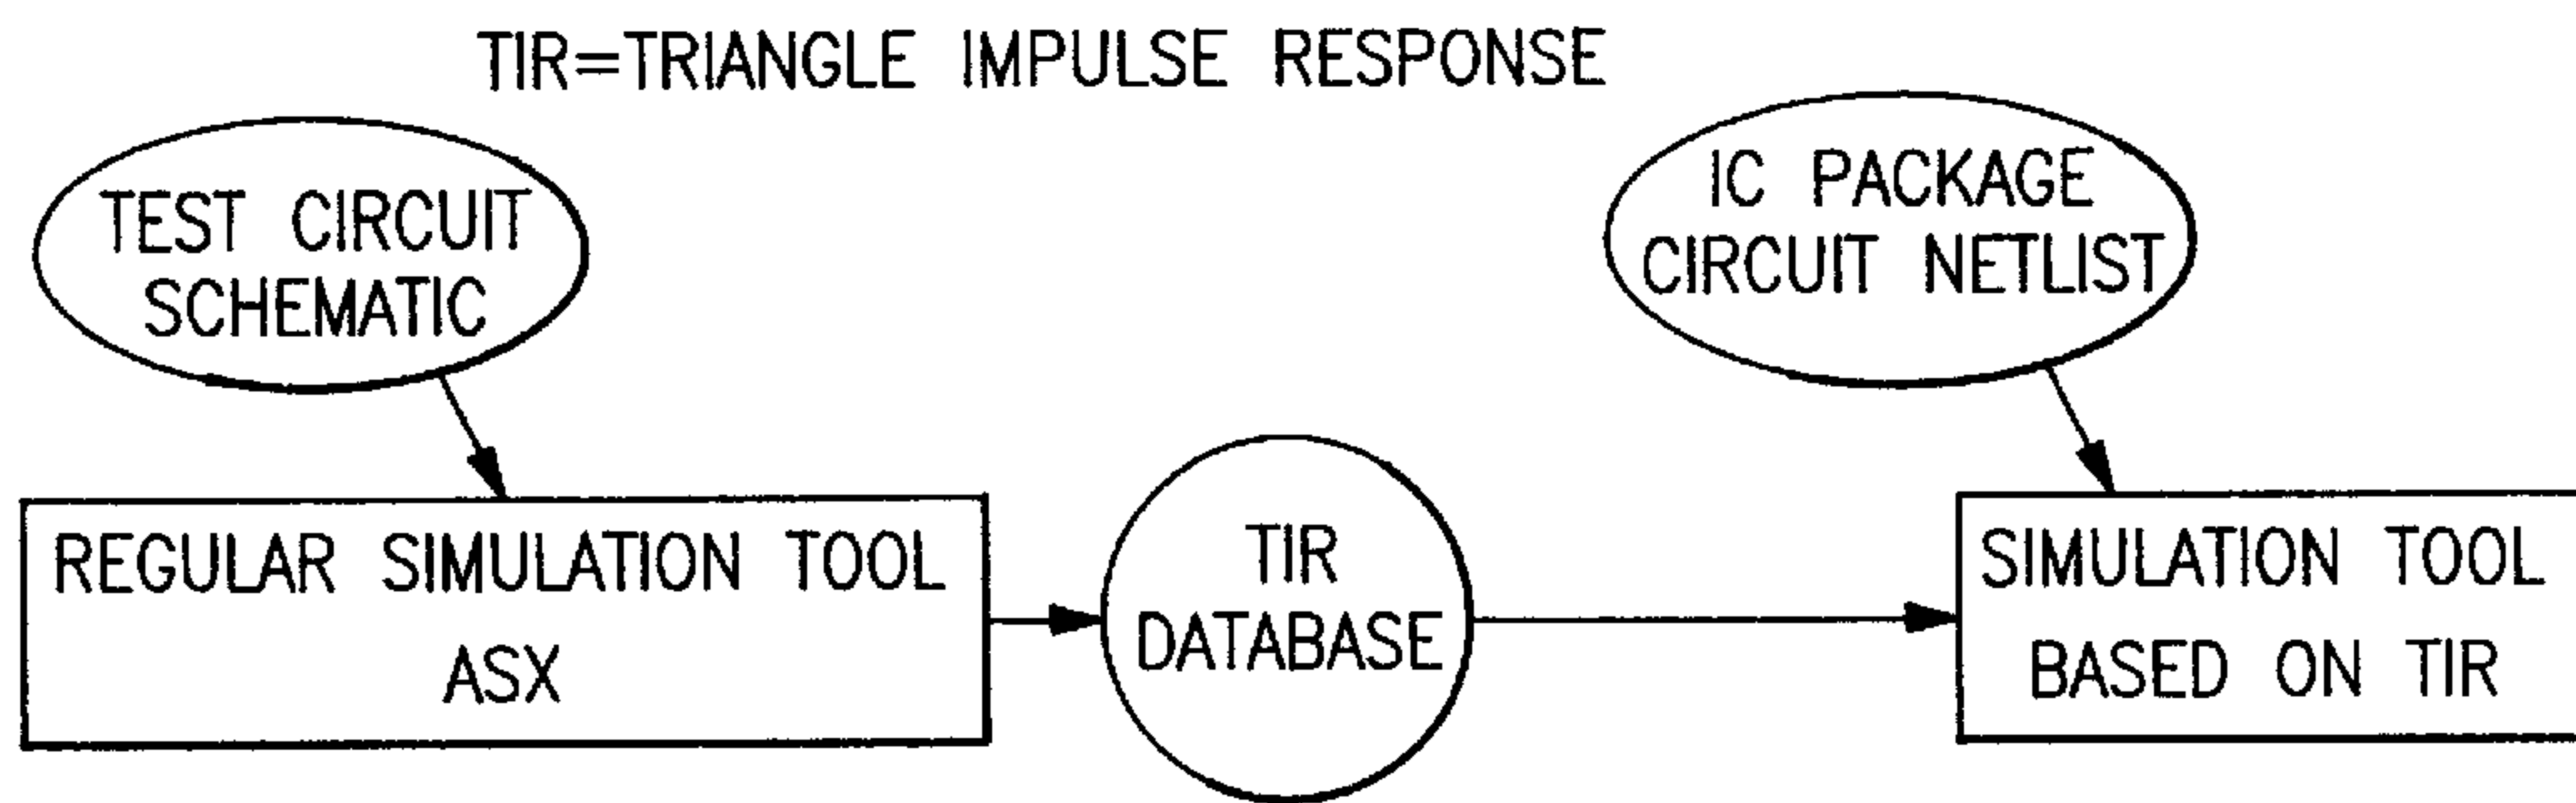 TIR=TRIANGLE IMPULSE RESPONSE
TEST CIRCUIT
SCHEMATIC
IC PACKAGE
CIRCUIT NETLIST
REGULAR SIMULATION TOOL
ASX
TIR
DATABASE
SIMULATION TOOL
BASED ON TIR